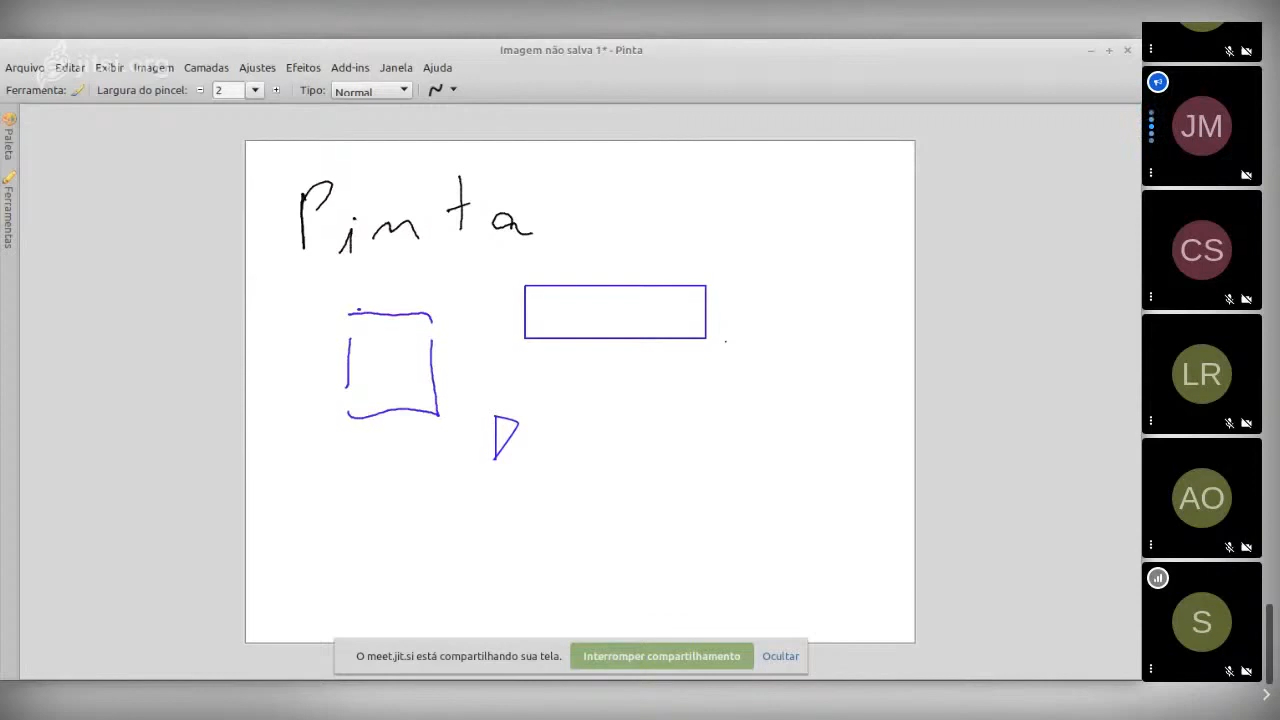 Imagem não salva 1* - Pinta
jitsi.org
Arquivo Editar Exibir Imagem Camadas Ajustes Efeitos Add-ins Janela Ajuda
Ferramenta: Largura do pincel: 2 Tipo: Normal
Paleta
Ferramentas
Pinta
JM
CS
LR
AO
S
O meet.jit.si está compartilhando sua tela. Interromper compartilhamento Ocultar